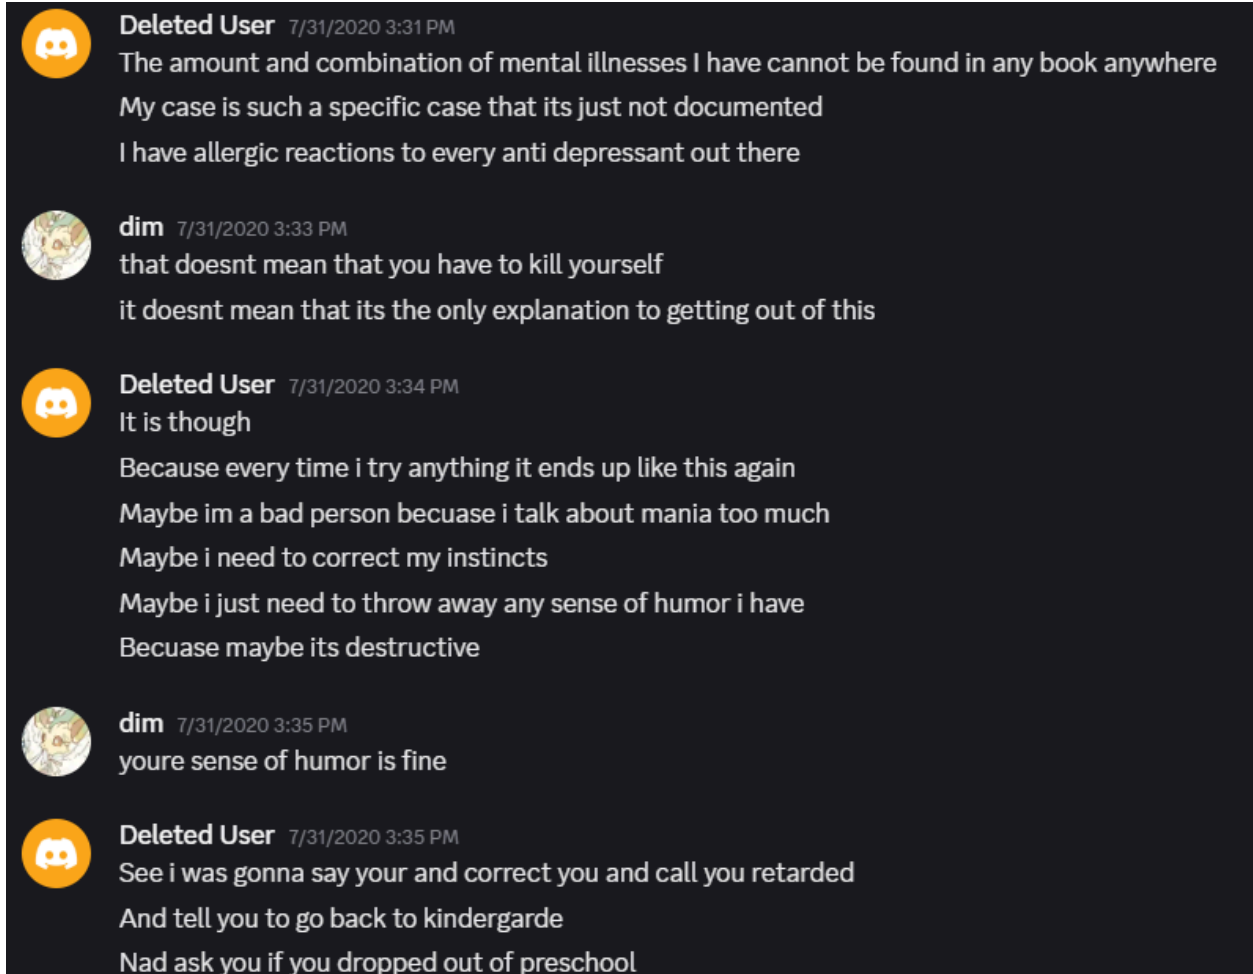 Deleted User 7/31/2020 3:31 PM
The amount and combination of mental illnesses I have cannot be found in any book anywhere
My case is such a specific case that its just not documented
I have allergic reactions to every anti depressant out there
dim 7/31/2020 3:33 PM
that doesnt mean that you have to kill yourself
it doesnt mean that its the only explanation to getting out of this
Deleted User 7/31/2020 3:34 PM
It is though
Because every time i try anything it ends up like this again
Maybe im a bad person becuase i talk about mania too much
Maybe i need to correct my instincts
Maybe i just need to throw away any sense of humor i have
Becuase maybe its destructive
dim 7/31/2020 3:35 PM
youre sense of humor is fine
Deleted User 7/31/2020 3:35 PM
See i was gonna say your and correct you and call you retarded
And tell you to go back to kindergarde
Nad ask you if you dropped out of preschool